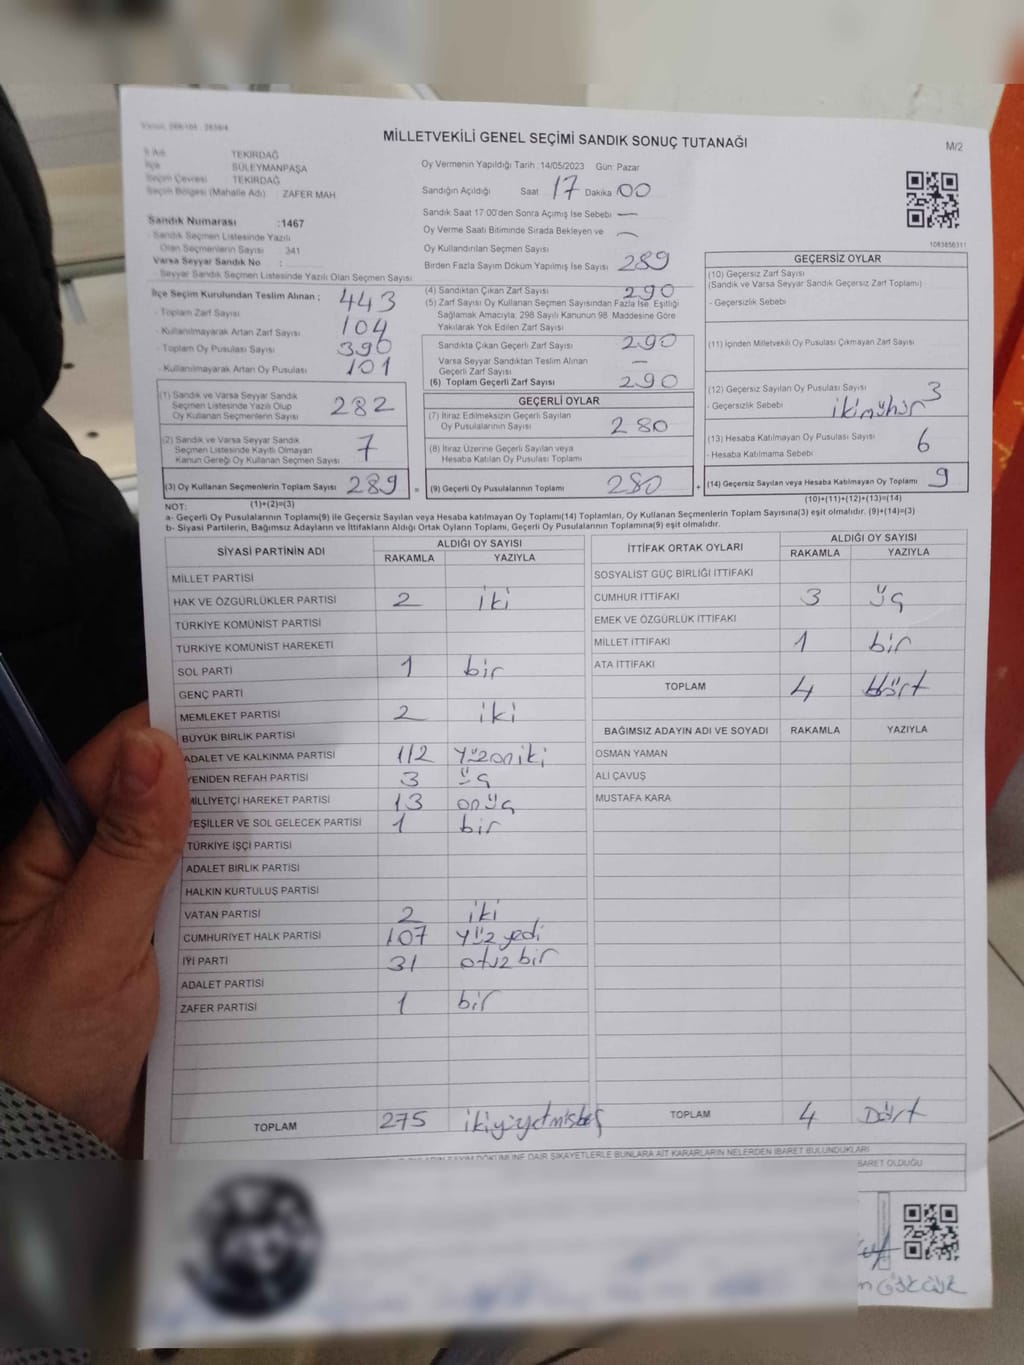 MİLLETVEKİLİ GENEL SEÇİMİ SANDIK SONUÇ TUTANAĞI
M/2
TEKİRDAĞ
İlçe SÜLEYMANPAŞA
Seçim Çevresi : TEKİRDAĞ
Seçim Bölgesi (Mahalle Adı) : ZAFER MAH.
Sandık Numarası :1467
- Sandık Seçmen Listesinde Yazılı
Olan Seçmenlerin Sayısı : 341
Varsa Seyyar Sandık No :
- Seyyar Sandık Seçmen Listesinde Yazılı Olan Seçmen Sayısı
Oy Vermenin Yapıldığı Tarih :14/05/2023 Gün: Pazar
Sandığın Açıldığı Saat 17 Dakika 00
Sandık Saat 17:00'den Sonra Açımış İse Sebebi —
Oy Verme Saati Bitiminde Sırada Bekleyen ve —
Oy Kullandırılan Seçmen Sayısı
Birden Fazla Sayım Döküm Yapılmış İse Sayısı 289
1083856311
İlçe Seçim Kurulundan Teslim Alınan ;
- Toplam Zarf Sayısı 443
- Kullanılmayarak Artan Zarf Sayısı 104
- Toplam Oy Pusulası Sayısı 390
- Kullanılmayarak Artan Oy Pusulası 101
(4) Sandıktan Çıkan Zarf Sayısı 290
(5) Zarf Sayısı Oy Kullanan Seçmen Sayısından Fazla İse, Eşitliği
Sağlamak Amacıyla; 298 Sayılı Kanunun 98. Maddesine Göre
Yakılarak Yok Edilen Zarf Sayısı
Sandıkta Çıkan Geçerli Zarf Sayısı 290
Varsa Seyyar Sandıktan Teslim Alınan
Geçerli Zarf Sayısı —
(6) Toplam Geçerli Zarf Sayısı 290
GEÇERSİZ OYLAR
(10) Geçersiz Zarf Sayısı
(Sandık ve Varsa Seyyar Sandık Geçersiz Zarf Toplamı)
- Geçersizlik Sebebi
(11) İçinden Milletvekili Oy Pusulası Çıkmayan Zarf Sayısı
(12) Geçersiz Sayılan Oy Pusulası Sayısı 3
- Geçersizlik Sebebi iki mühür
(13) Hesaba Katılmayan Oy Pusulası Sayısı 6
- Hesaba Katılmama Sebebi
(14) Geçersiz Sayılan veya Hesaba Katılmayan Oy Toplamı 9
(10)+(11)+(12)+(13)=(14)
(1) Sandık ve Varsa Seyyar Sandık
Seçmen Listesinde Yazılı Olup
Oy Kullanan Seçmenlerin Sayısı 282
(2) Sandık ve Varsa Seyyar Sandık
Seçmen Listesinde Kayıtlı Olmayan
Kanun Gereği Oy Kullanan Seçmen Sayısı 7
(3) Oy Kullanan Seçmenlerin Toplam Sayısı 289 =
(1)+(2)=(3)
GEÇERLİ OYLAR
(7) İtiraz Edilmeksizin Geçerli Sayılan
Oy Pusulalarının Sayısı 280
(8) İtiraz Üzerine Geçerli Sayılan veya
Hesaba Katılan Oy Pusulası Toplamı
(9) Geçerli Oy Pusulalarının Toplamı 280 +
NOT:
a- Geçerli Oy Pusulalarının Toplamı(9) ile Geçersiz Sayılan veya Hesaba Katılmayan Oy Toplamı(14) Toplamları, Oy Kullanan Seçmenlerin Toplam Sayısına(3) eşit olmalıdır. (9)+(14)=(3)
b- Siyasi Partilerin, Bağımsız Adayların ve İttifakların Aldığı Ortak Oyların Toplamı, Geçerli Oy Pusulalarının Toplamına(9) eşit olmalıdır.
SİYASİ PARTİNİN ADI ALDIĞI OY SAYISI
RAKAMLA YAZIYLA
MİLLET PARTİSİ
HAK VE ÖZGÜRLÜKLER PARTİSİ 2 iki
TÜRKİYE KOMÜNİST PARTİSİ
TÜRKİYE KOMÜNİST HAREKETİ
SOL PARTİ 1 bir
GENÇ PARTİ
MEMLEKET PARTİSİ 2 iki
BÜYÜK BİRLİK PARTİSİ
ADALET VE KALKINMA PARTİSİ 112 yüzoniki
YENİDEN REFAH PARTİSİ 3 üç
MİLLİYETÇİ HAREKET PARTİSİ 13 onüç
YEŞİLLER VE SOL GELECEK PARTİSİ 1 bir
TÜRKİYE İŞÇİ PARTİSİ
ADALET BİRLİK PARTİSİ
HALKIN KURTULUŞ PARTİSİ
VATAN PARTİSİ 2 iki
CUMHURİYET HALK PARTİSİ 107 yüz yedi
İYİ PARTİ 31 otuz bir
ADALET PARTİSİ
ZAFER PARTİSİ 1 bir
TOPLAM 275
İTTİFAK ORTAK OYLARI ALDIĞI OY SAYISI
RAKAMLA YAZIYLA
SOSYALİST GÜÇ BİRLİĞİ İTTİFAKI
CUMHUR İTTİFAKI 3 üç
EMEK VE ÖZGÜRLÜK İTTİFAKI
MİLLET İTTİFAKI 1 bir
ATA İTTİFAKI
TOPLAM 4 dört
BAĞIMSIZ ADAYIN ADI VE SOYADI RAKAMLA YAZIYLA
OSMAN YAMAN
ALİ ÇAVUŞ
MUSTAFA KARA
TOPLAM 4 Dört
DAİR ŞİKAYETLERLE BUNLARA AİT KARARLARIN NELERDEN İBARET BULUNDUKLARI
BARET OLDUĞU